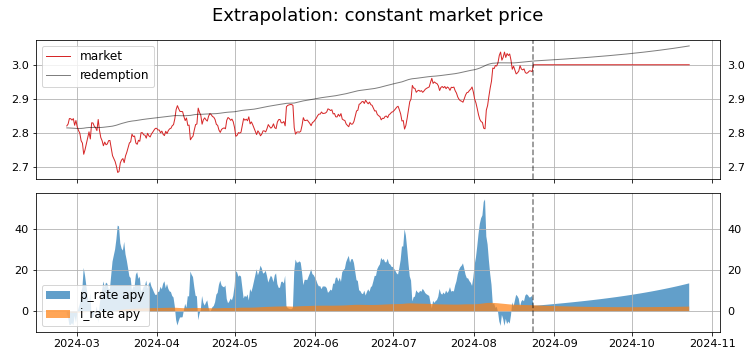 Extrapolation: constant market price
market
redemption
3.0
2.9
2.8
2.7
3.0
2.9
2.8
2.7
p_rate apy
i_rate apy
40
20
0
40
20
0
2024-03 2024-04 2024-05 2024-06 2024-07 2024-08 2024-09 2024-10 2024-11